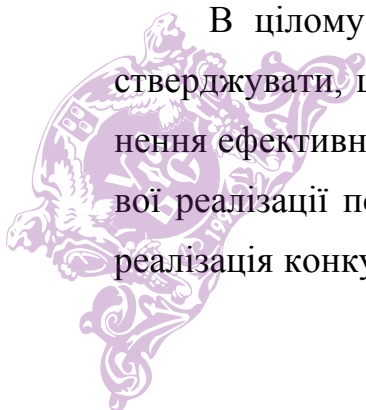 В цілому
стверджувати,
нення ефективн
вої реалізації
реалізація конку